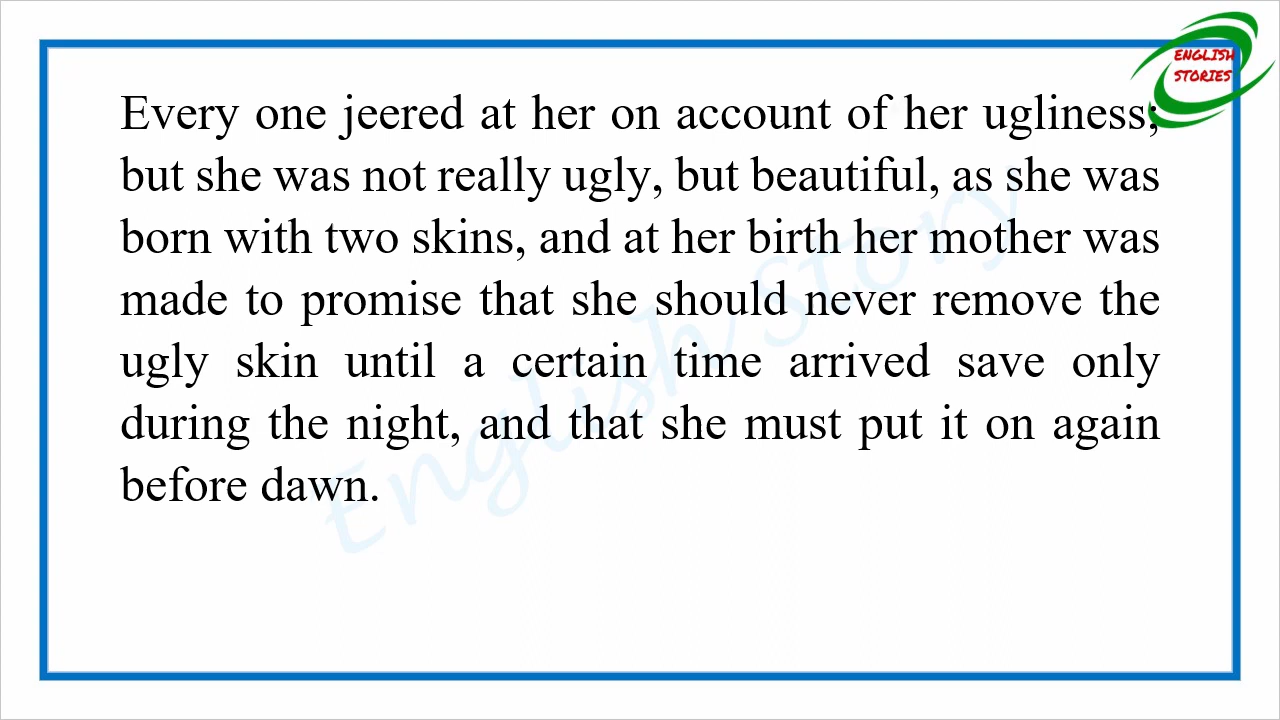 ENGLISH
STORIES
Every one jeered at her on account of her ugliness;
but she was not really ugly, but beautiful, as she was
born with two skins, and at her birth her mother was
made to promise that she should never remove the
ugly skin until a certain time arrived save only
during the night, and that she must put it on again
before dawn.
English Story